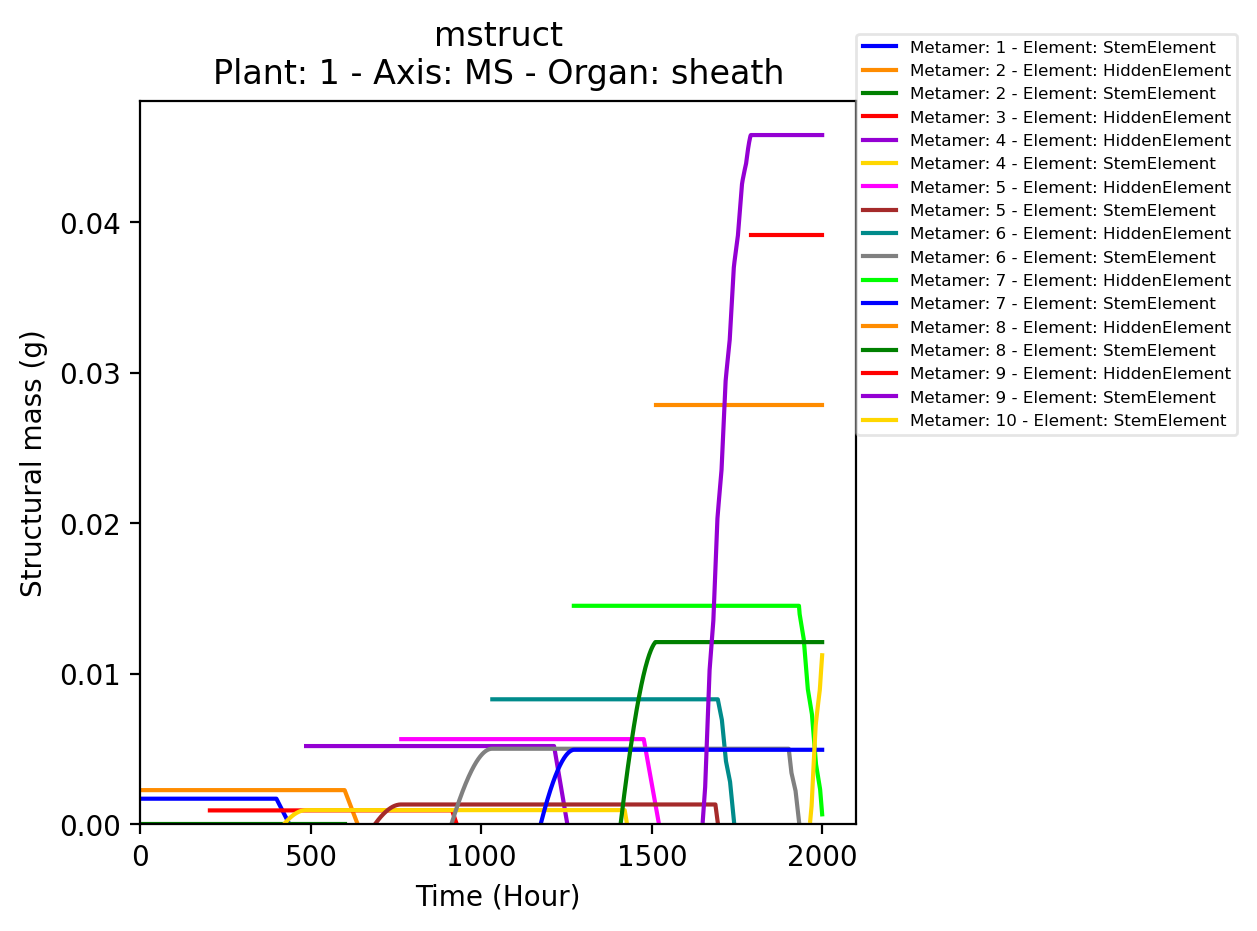 mstruct
Plant: 1 - Axis: MS - Organ: sheath
Metamer: 1 - Element: StemElement
Metamer: 2 - Element: HiddenElement
Metamer: 2 - Element: StemElement
Metamer: 3 - Element: HiddenElement
Metamer: 4 - Element: HiddenElement
Metamer: 4 - Element: StemElement
Metamer: 5 - Element: HiddenElement
Metamer: 5 - Element: StemElement
Metamer: 6 - Element: HiddenElement
Metamer: 6 - Element: StemElement
Metamer: 7 - Element: HiddenElement
Metamer: 7 - Element: StemElement
Metamer: 8 - Element: HiddenElement
Metamer: 8 - Element: StemElement
Metamer: 9 - Element: HiddenElement
Metamer: 9 - Element: StemElement
Metamer: 10 - Element: StemElement
Structural mass (g)
0.04
0.03
0.02
0.01
0.00
0 500 1000 1500 2000
Time (Hour)